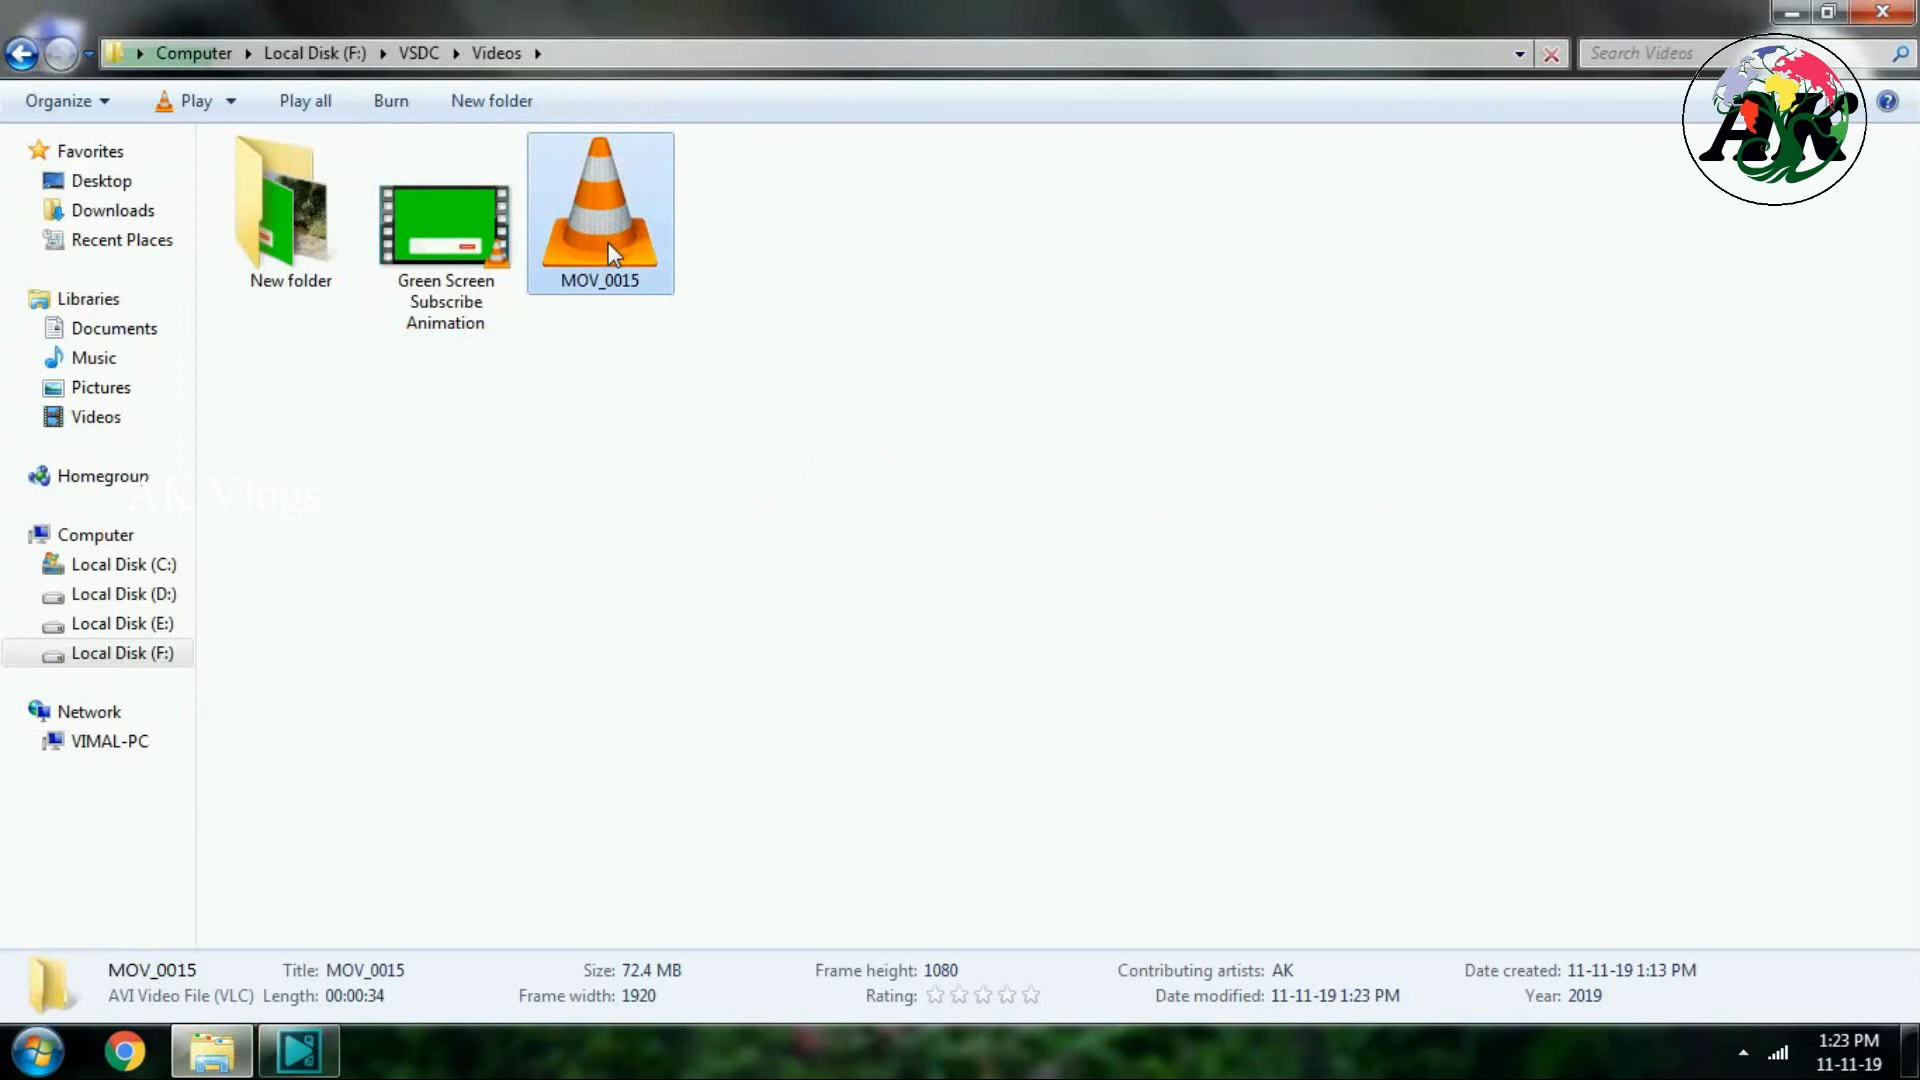 Computer Local Disk (F:) VSDC Videos
Search Videos
Organize Play Play all Burn New folder
AK
Favorites
Desktop
Downloads
Recent Places
Libraries
Documents
Music
Pictures
Videos
Homegroup
AK Vlogs
Computer
Local Disk (C:)
Local Disk (D:)
Local Disk (E:)
Local Disk (F:)
Network
VIMAL-PC
New folder
Green Screen
Subscribe
Animation
MOV_0015
MOV_0015 Title: MOV_0015 Size: 72.4 MB Frame height: 1080 Contributing artists: AK Date created: 11-11-19 1:13 PM
AVI Video File (VLC) Length: 00:00:34 Frame width: 1920 Rating: Date modified: 11-11-19 1:23 PM Year: 2019
1:23 PM
11-11-19